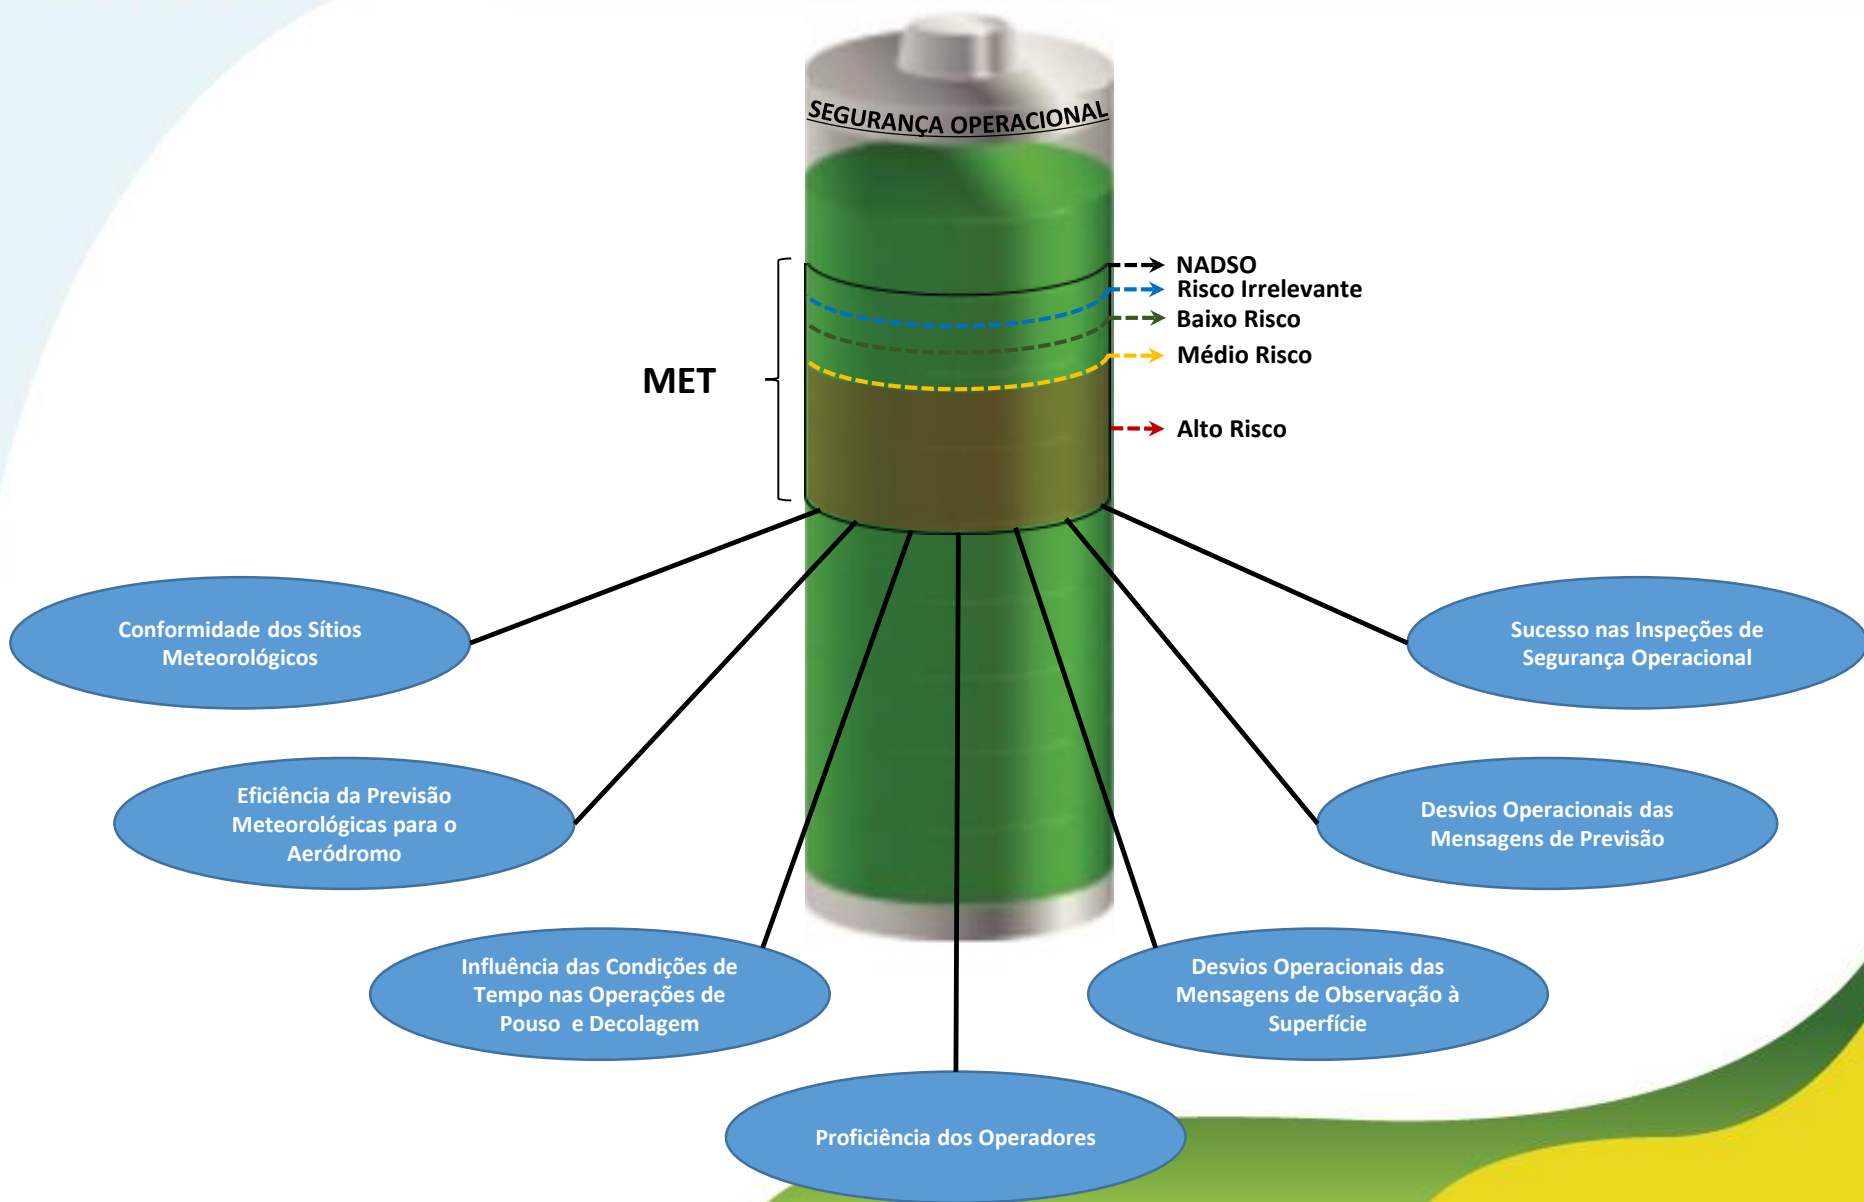 SEGURANÇA OPERACIONAL
NADSO
Risco Irrelevante
Baixo Risco
Médio Risco
MET
Alto Risco
Conformidade dos Sítios
Meteorológicos
Sucesso nas Inspeções de
Segurança Operacional
Eficiência da Previsão
Meteorológicas para o
Aeródromo
Desvios Operacionais das
Mensagens de Previsão
Influência das Condições de
Tempo nas Operações de
Pouso e Decolagem
Desvios Operacionais das
Mensagens de Observação à
Superfície
Proficiência dos Operadores